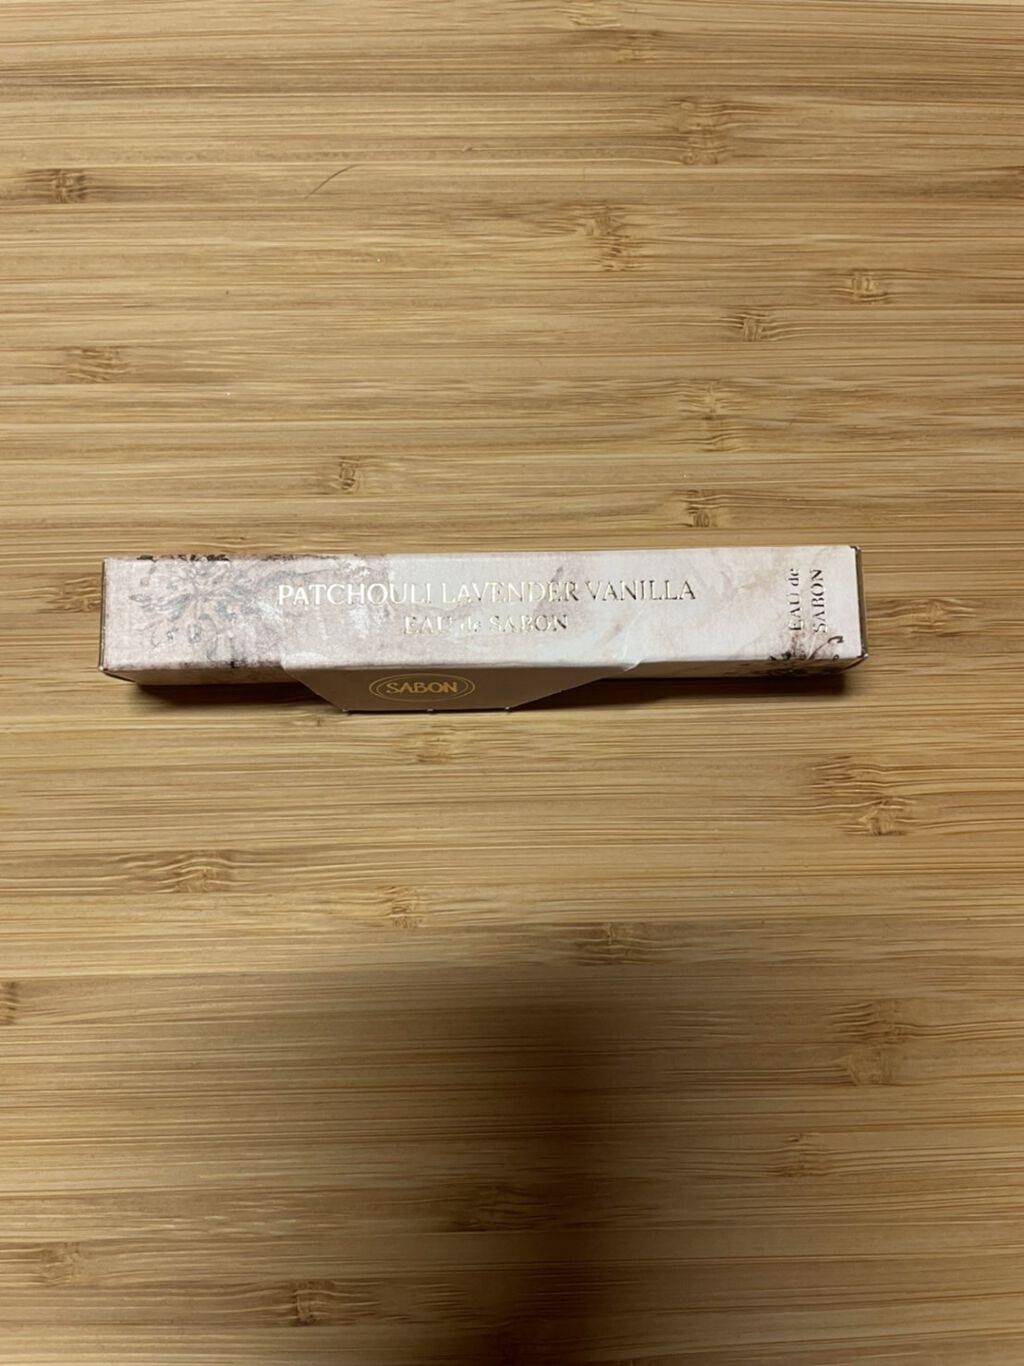 PATCHOULI LAVENDER VANILLA
EAU de SABON
EAU de
SABON
SABON